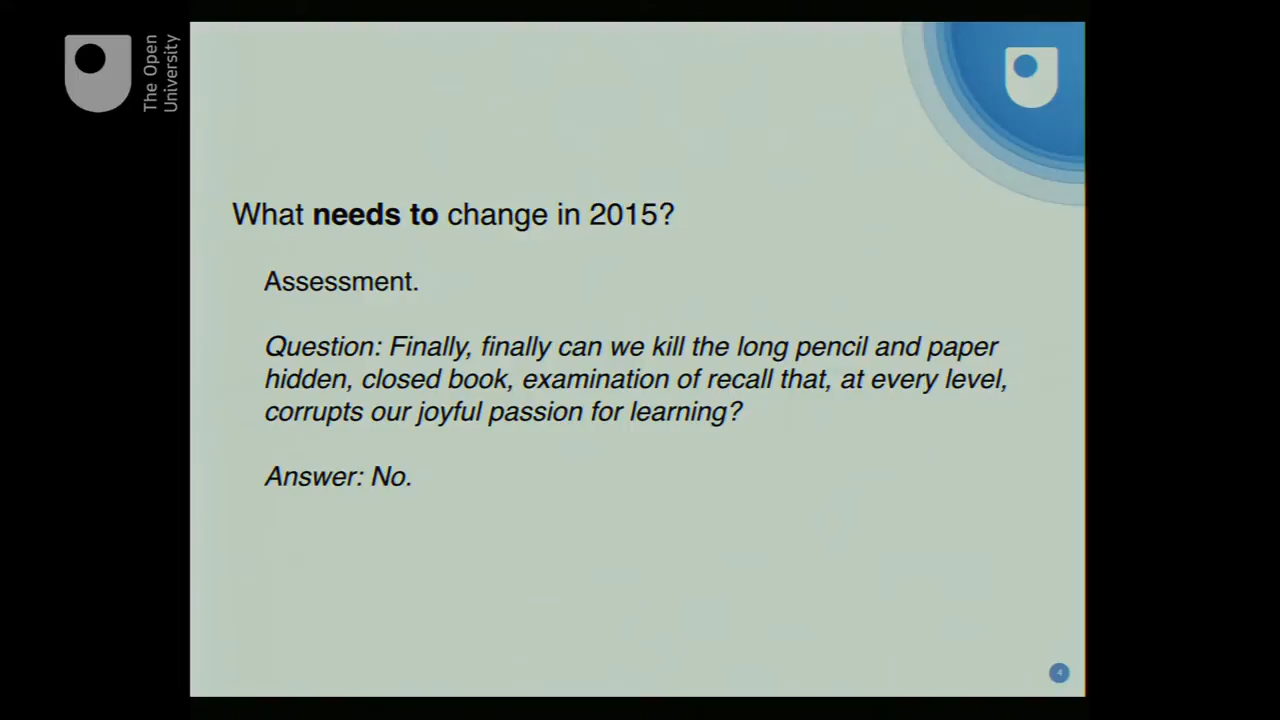 The Open
University
What needs to change in 2015?
Assessment.
Question: Finally, finally can we kill the long pencil and paper
hidden, closed book, examination of recall that, at every level,
corrupts our joyful passion for learning?
Answer: No.
4